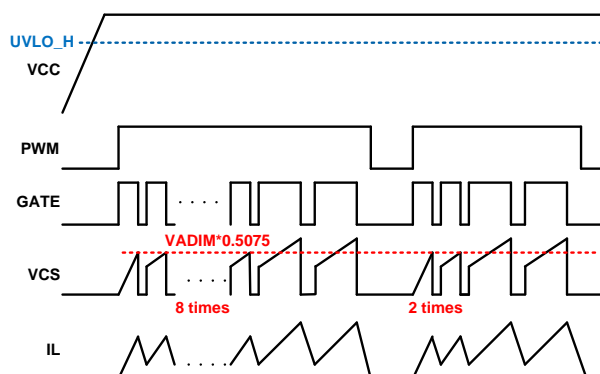 UVLO_H
VCC
PWM
GATE
. . . .
VADIM*0.5075
VCS
. . . .
8 times
2 times
IL
. . . .